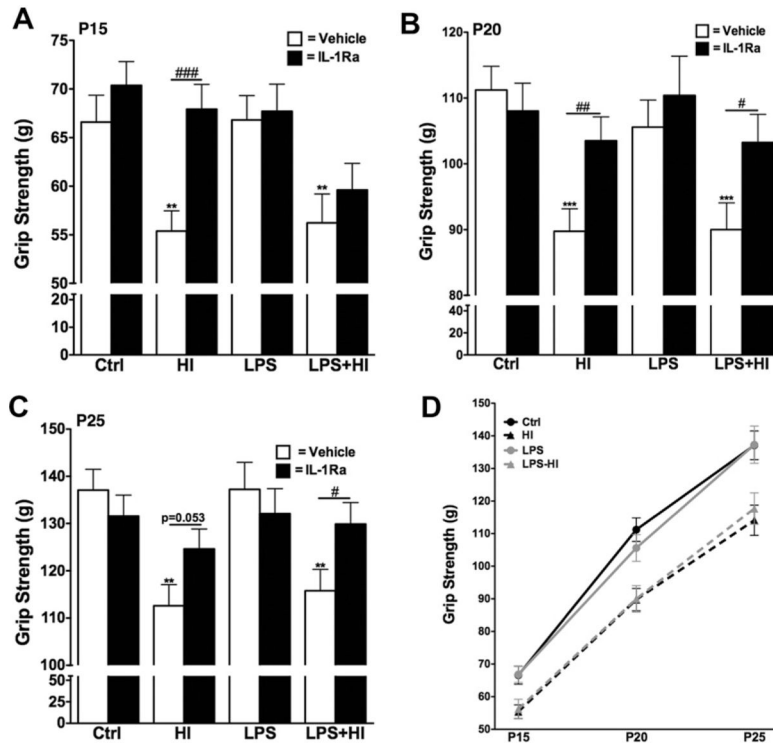 A
P15
= Vehicle
= IL-1Ra
###
**
**
Grip Strength (g)
75
70
65
60
55
50
20
10
0
Ctrl
HI
LPS
LPS+HI
B
P20
= Vehicle
= IL-1Ra
##
#
***
***
Grip Strength (g)
120
110
100
90
80
40
20
0
Ctrl
HI
LPS
LPS+HI
C
P25
= Vehicle
= IL-1Ra
p=0.053
#
**
**
Grip Strength (g)
150
140
130
120
110
100
50
25
0
Ctrl
HI
LPS
LPS+HI
D
Ctrl
HI
LPS
LPS-HI
Grip Strength (g)
150
140
130
120
110
100
90
80
70
60
50
P15
P20
P25